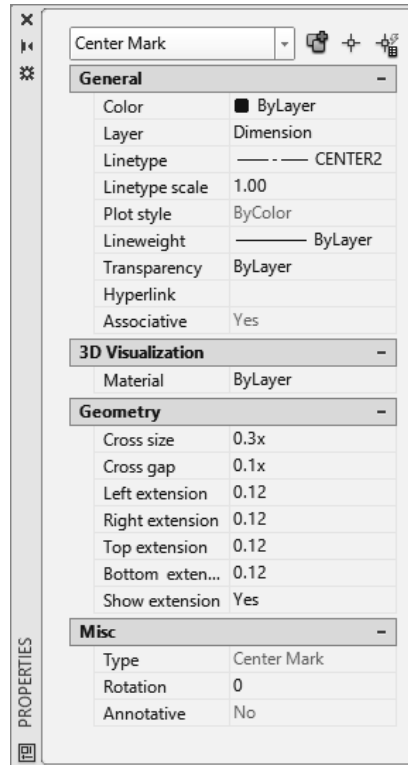 Center Mark
General –
Color ByLayer
Layer Dimension
Linetype CENTER2
Linetype scale 1.00
Plot style ByColor
Lineweight ByLayer
Transparency ByLayer
Hyperlink
Associative Yes
3D Visualization –
Material ByLayer
Geometry –
Cross size 0.3x
Cross gap 0.1x
Left extension 0.12
Right extension 0.12
Top extension 0.12
Bottom exten... 0.12
Show extension Yes
Misc –
Type Center Mark
Rotation 0
Annotative No
PROPERTIES